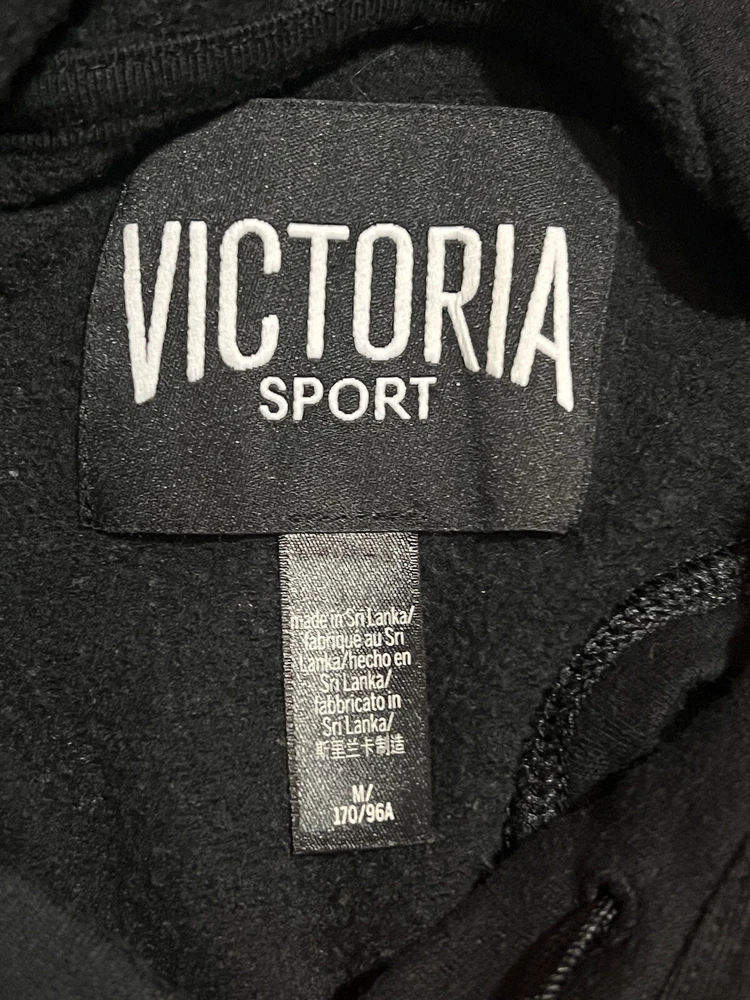 VICTORIA
SPORT
made in Sri Lanka/
fabriqué au Sri
Lanka/hecho en
Sri Lanka/
fabbricato in
Sri Lanka/
斯里兰卡制造
M/
170/96A